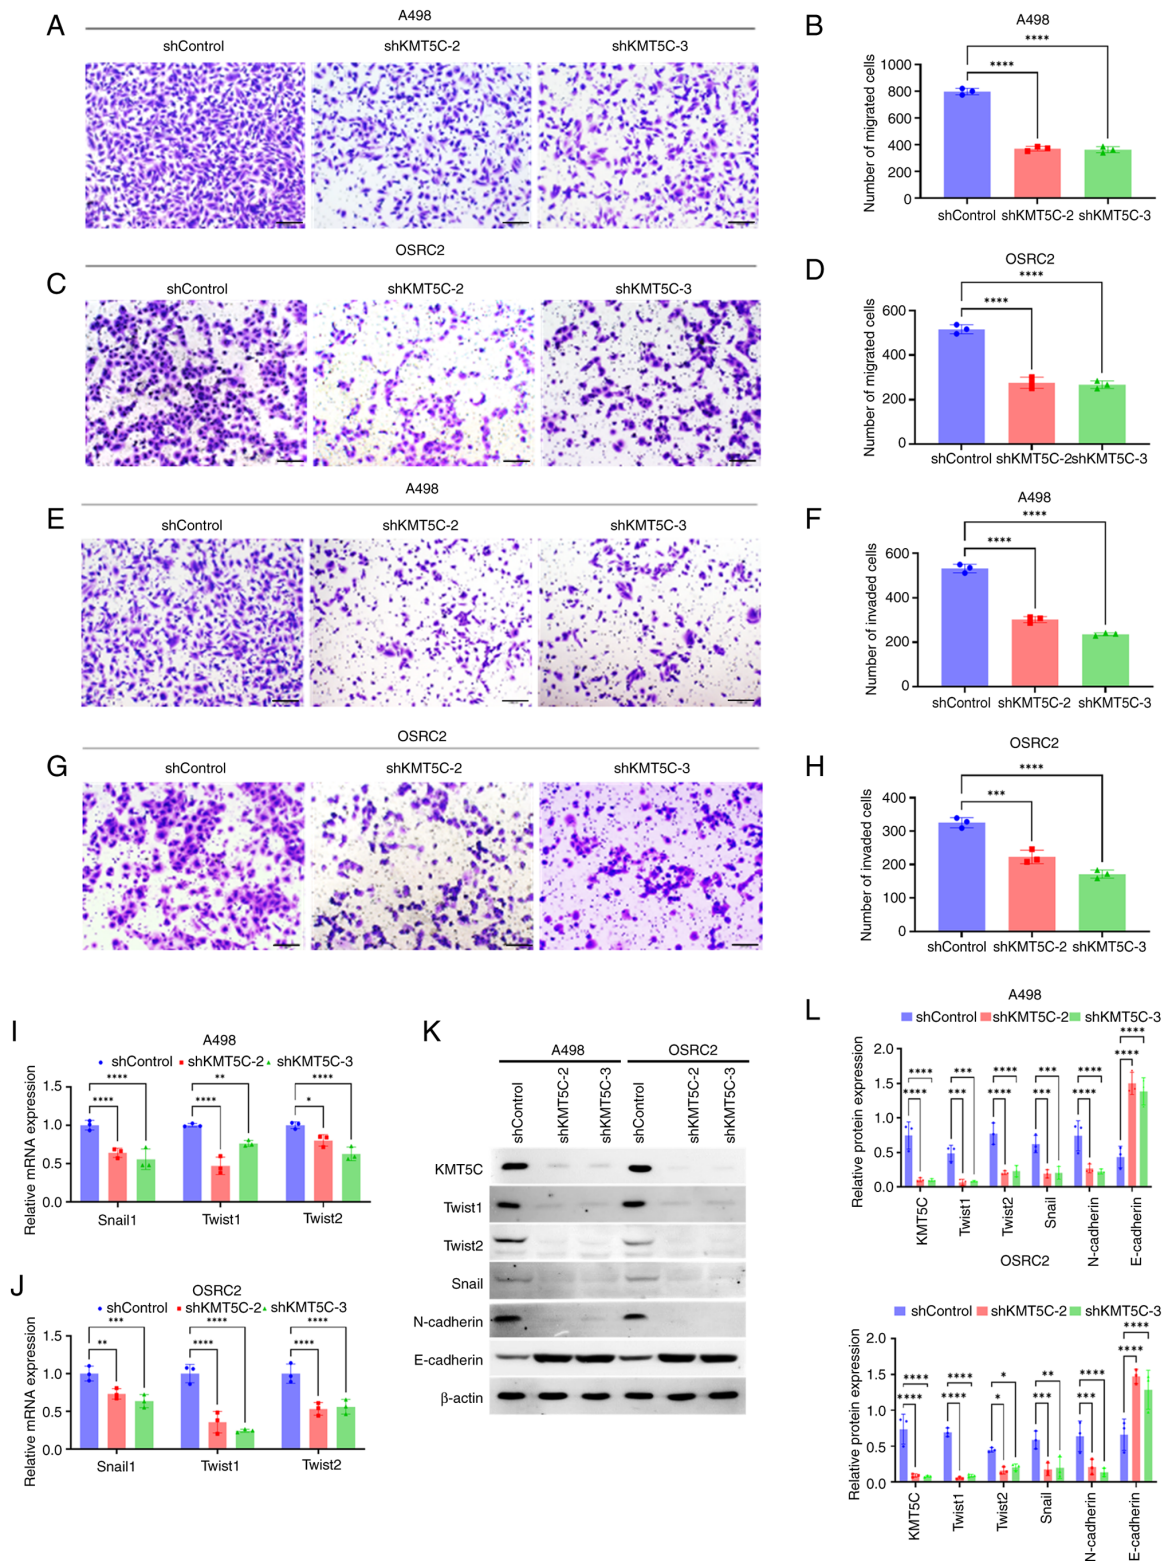 A
A498
shControl
shKMT5C-2
shKMT5C-3
B
A498
****
****
Number of migrated cells
1000
800
600
400
200
0
shControl
shKMT5C-2
shKMT5C-3
C
OSRC2
shControl
shKMT5C-2
shKMT5C-3
D
OSRC2
****
****
Number of migrated cells
600
400
200
0
shControl
shKMT5C-2
shKMT5C-3
E
A498
shControl
shKMT5C-2
shKMT5C-3
F
A498
****
****
Number of invaded cells
600
400
200
0
shControl
shKMT5C-2
shKMT5C-3
G
OSRC2
shControl
shKMT5C-2
shKMT5C-3
H
OSRC2
****
***
Number of invaded cells
400
300
200
100
0
shControl
shKMT5C-2
shKMT5C-3
I
A498
shControl
shKMT5C-2
shKMT5C-3
****
**
****
****
****
*
Relative mRNA expression
1.5
1.0
0.5
0.0
Snail1
Twist1
Twist2
J
OSRC2
shControl
shKMT5C-2
shKMT5C-3
***
****
****
**
****
****
Relative mRNA expression
1.5
1.0
0.5
0.0
Snail1
Twist1
Twist2
K
A498
OSRC2
shControl
shKMT5C-2
shKMT5C-3
shControl
shKMT5C-2
shKMT5C-3
KMT5C
Twist1
Twist2
Snail
N-cadherin
E-cadherin
β-actin
L
A498
shControl
shKMT5C-2
shKMT5C-3
****
****
****
***
****
***
****
****
***
****
***
****
Relative protein expression
2.0
1.5
1.0
0.5
0.0
KMT5C
Twist1
Twist2
Snail
N-cadherin
E-cadherin
OSRC2
shControl
shKMT5C-2
shKMT5C-3
****
****
****
****
*
**
****
****
****
*
***
***
Relative protein expression
2.0
1.5
1.0
0.5
0.0
KMT5C
Twist1
Twist2
Snail
N-cadherin
E-cadherin